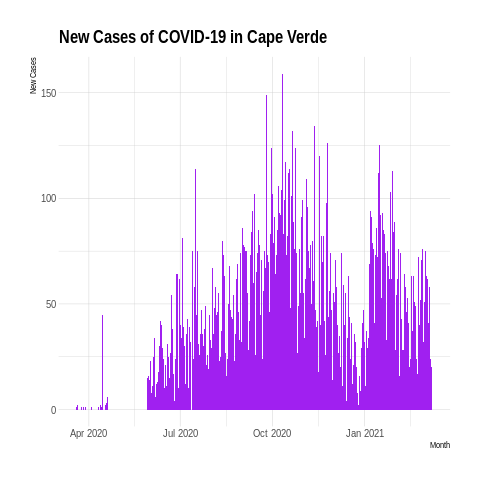 New Cases of COVID-19 in Cape Verde
New Cases
150
100
50
0
Apr 2020
Jul 2020
Oct 2020
Jan 2021
Month